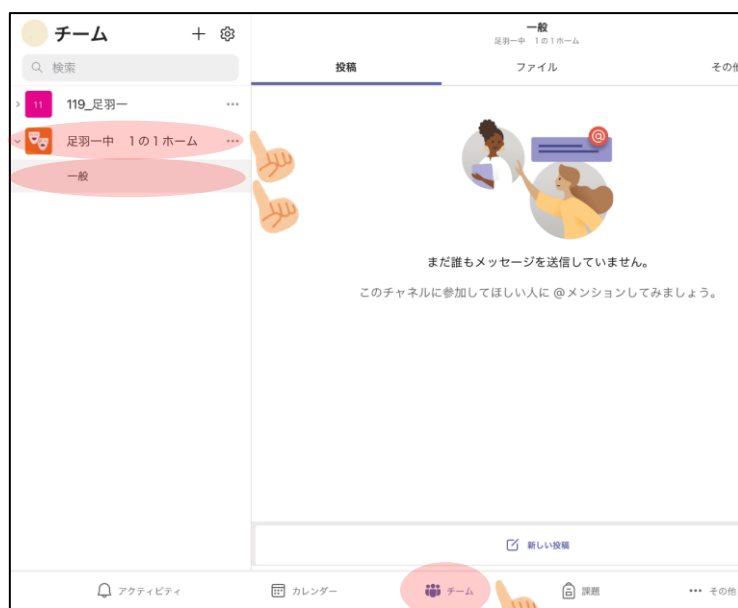 チーム
検索
11 119_足羽一
足羽一中　１の１ホーム
一般
一般
足羽一中　１の１ホーム
投稿 ファイル その他
@
まだ誰もメッセージを送信していません。
このチャネルに参加してほしい人に @メンションしてみましょう。
新しい投稿
アクティビティ カレンダー チーム 課題 その他